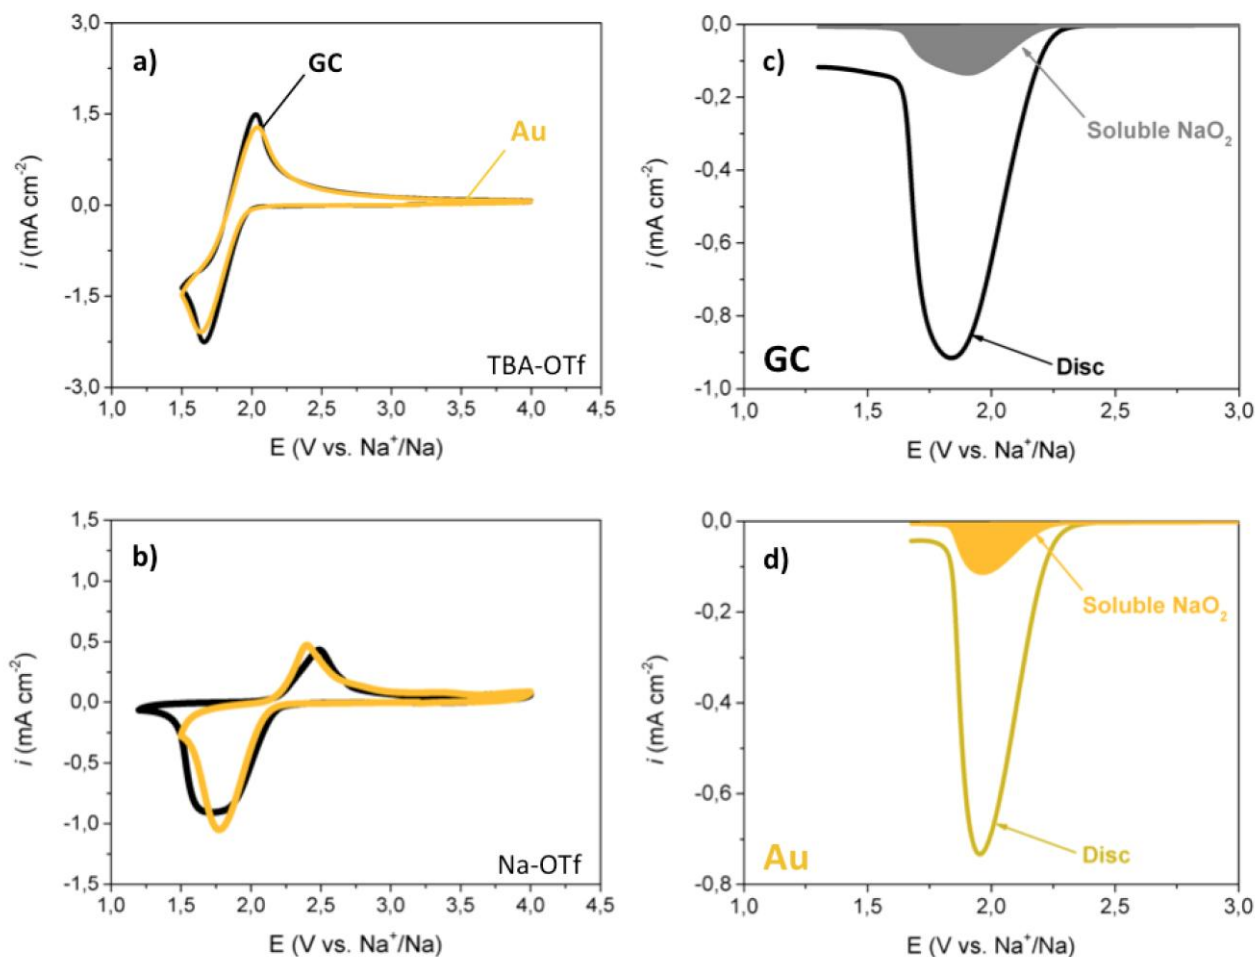 a)
GC
Au
TBA-OTf
3,0
1,5
0,0
-1,5
-3,0
i (mA cm⁻²)
1,0 1,5 2,0 2,5 3,0 3,5 4,0 4,5
E (V vs. Na⁺/Na)
c)
Soluble NaO₂
Disc
GC
0,0
-0,2
-0,4
-0,6
-0,8
-1,0
i (mA cm⁻²)
1,0 1,5 2,0 2,5 3,0
E (V vs. Na⁺/Na)
b)
Na-OTf
1,5
1,0
0,5
0,0
-0,5
-1,0
-1,5
i (mA cm⁻²)
1,0 1,5 2,0 2,5 3,0 3,5 4,0 4,5
E (V vs. Na⁺/Na)
d)
Soluble NaO₂
Disc
Au
0,0
-0,2
-0,4
-0,6
-0,8
i (mA cm⁻²)
1,0 1,5 2,0 2,5 3,0
E (V vs. Na⁺/Na)